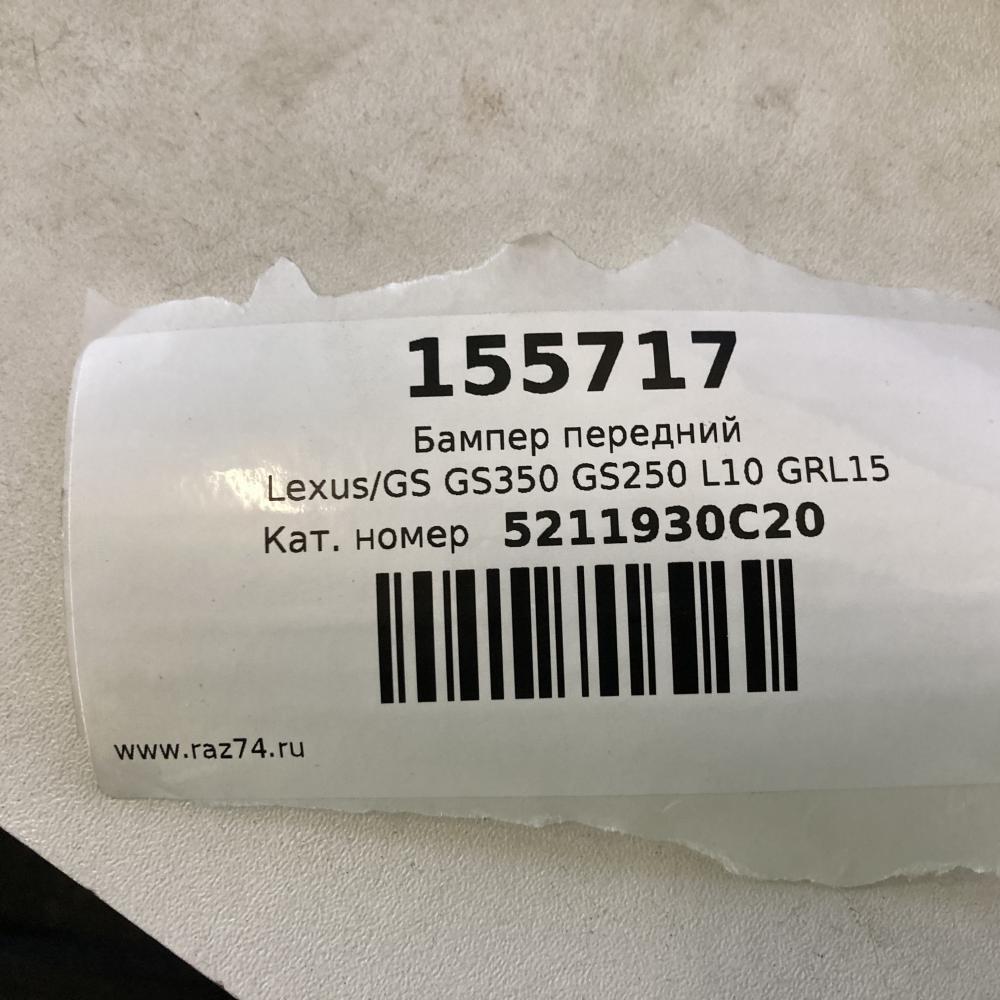 155717
Бампер передний
Lexus/GS GS350 GS250 L10 GRL15
Кат. номер 5211930C20
www.raz74.ru